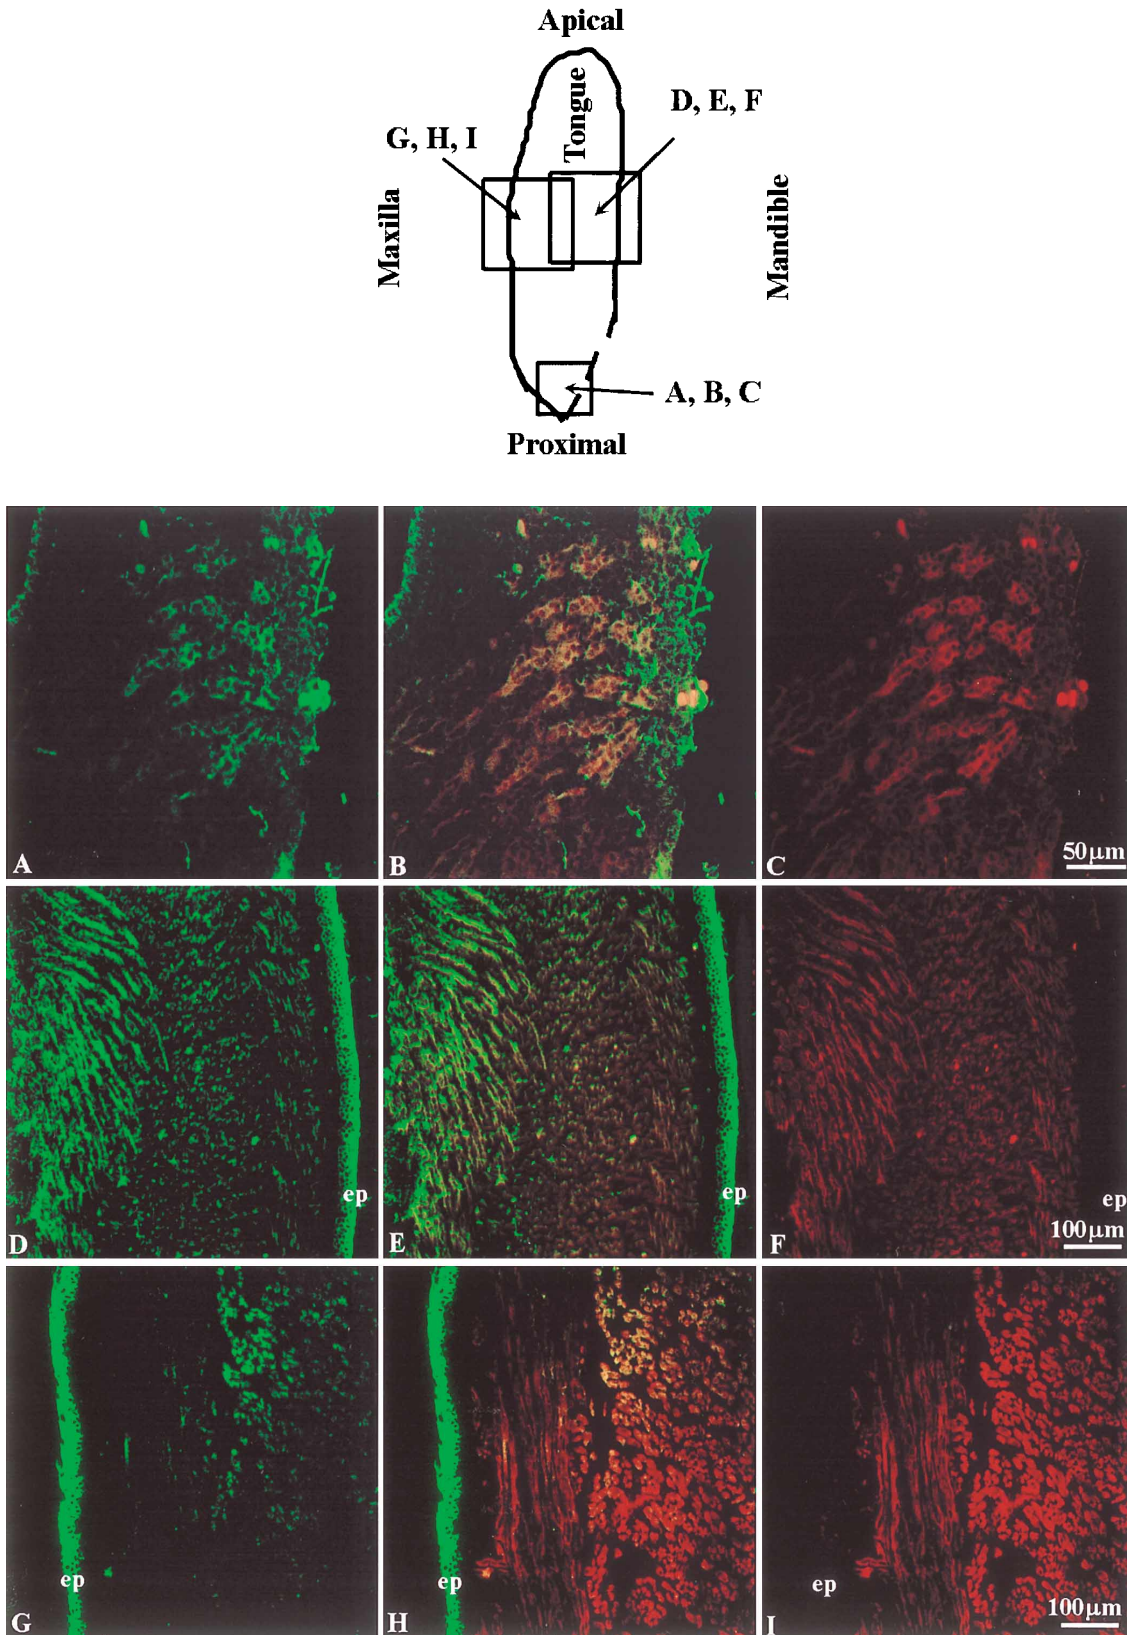 Apical
Tongue
D, E, F
G, H, I
Maxilla
Mandible
A, B, C
Proximal
A
B
C
50μm
ep
D
ep
E
ep
F
100μm
ep
G
ep
H
ep
I
100μm